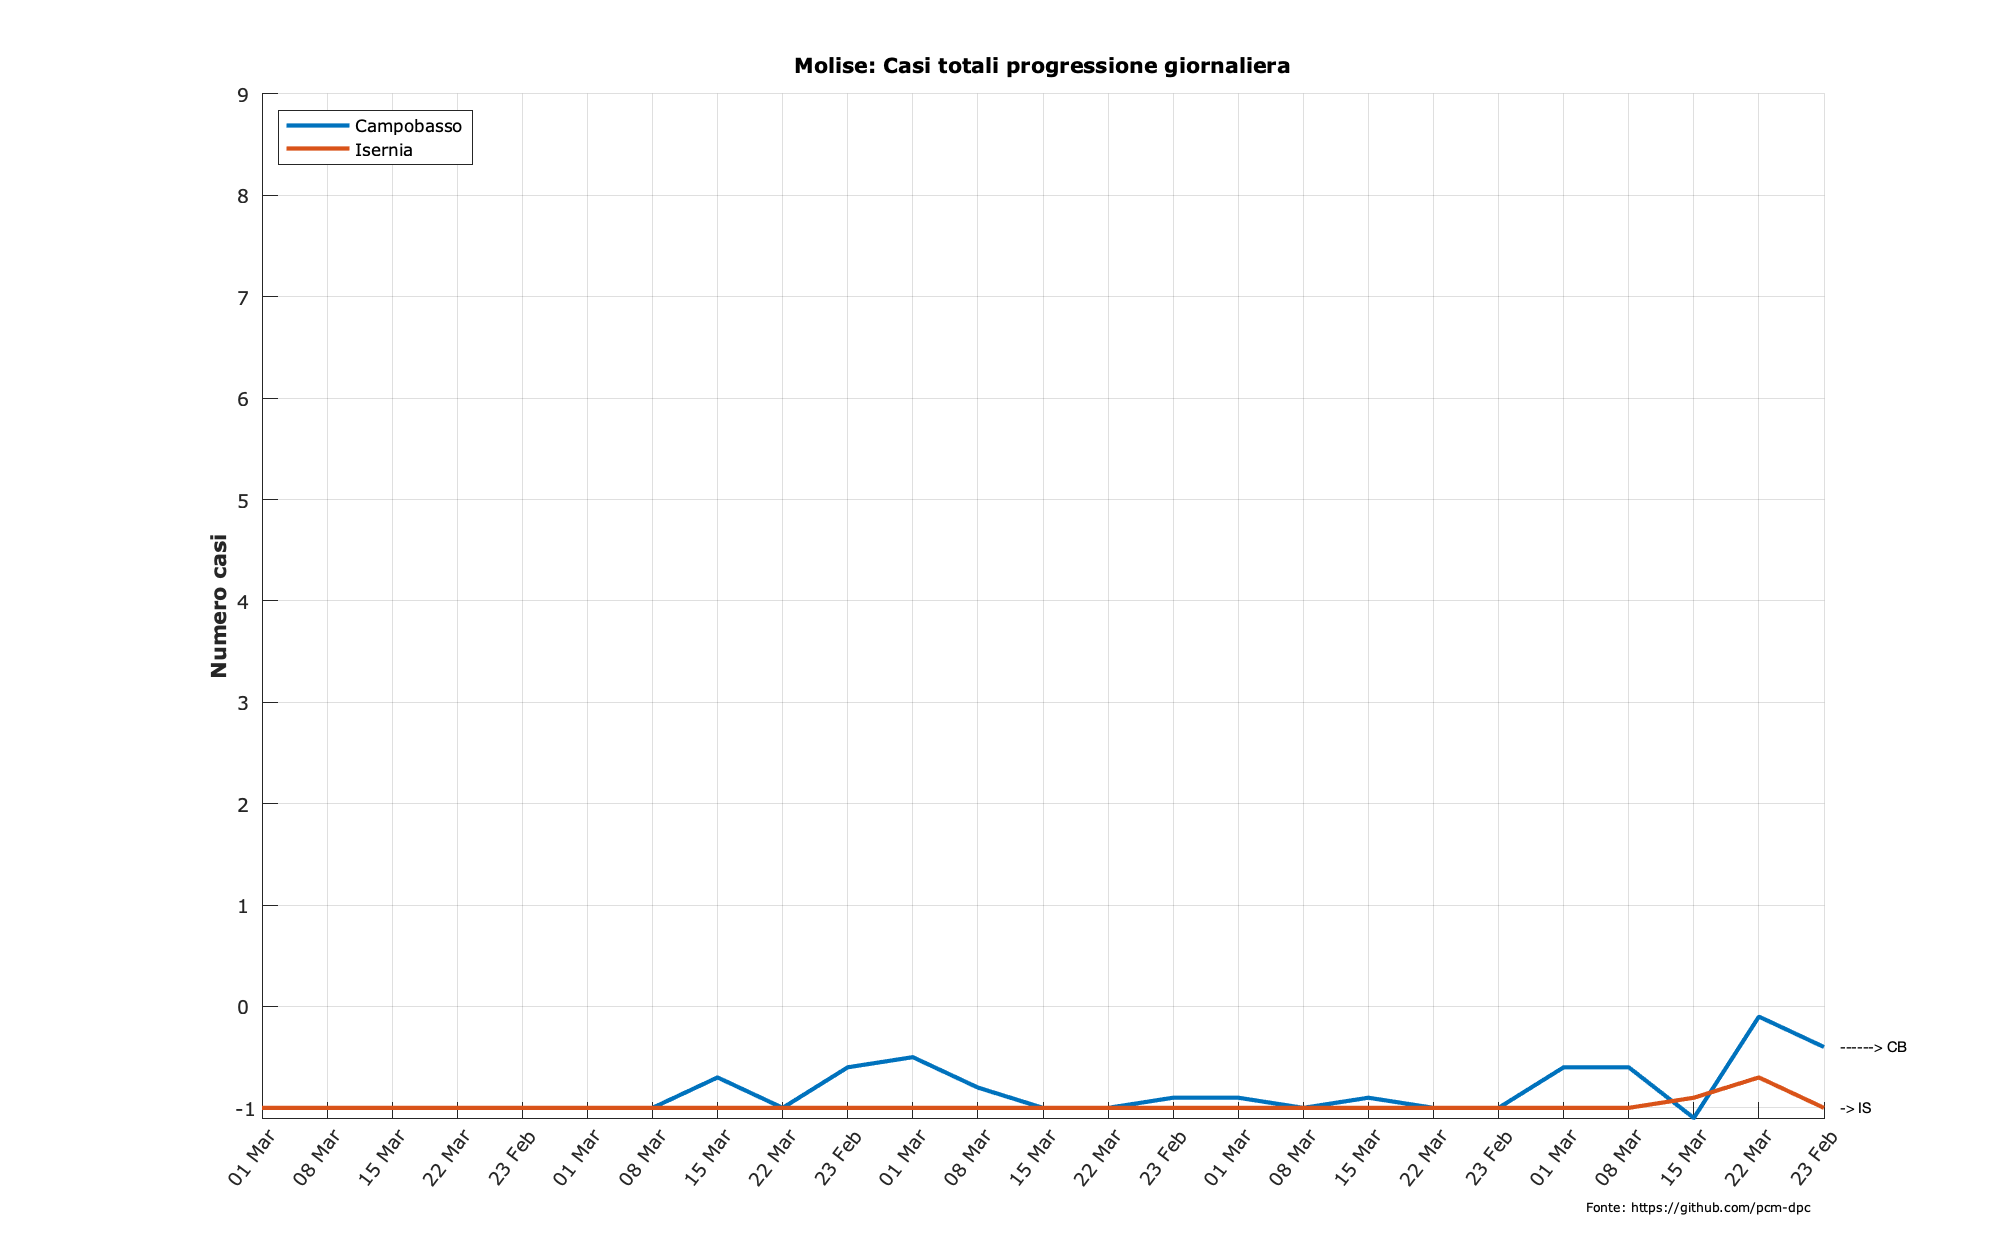 Molise: Casi totali progressione giornaliera
Campobasso
Isernia
Numero casi
9
8
7
6
5
4
3
2
1
0
-1
------> CB
-> IS
01 Mar
08 Mar
15 Mar
22 Mar
23 Feb
01 Mar
08 Mar
15 Mar
22 Mar
23 Feb
01 Mar
08 Mar
15 Mar
22 Mar
23 Feb
01 Mar
08 Mar
15 Mar
22 Mar
23 Feb
01 Mar
08 Mar
15 Mar
22 Mar
23 Feb
Fonte: https://github.com/pcm-dpc